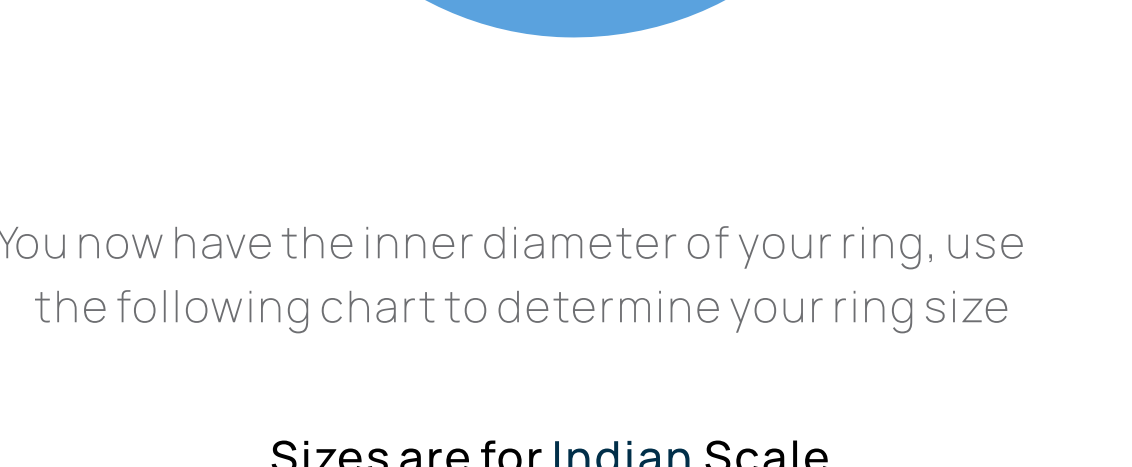 You now have the inner diameter of your ring, use
the following chart to determine your ring size
Sizes are for Indian Scale